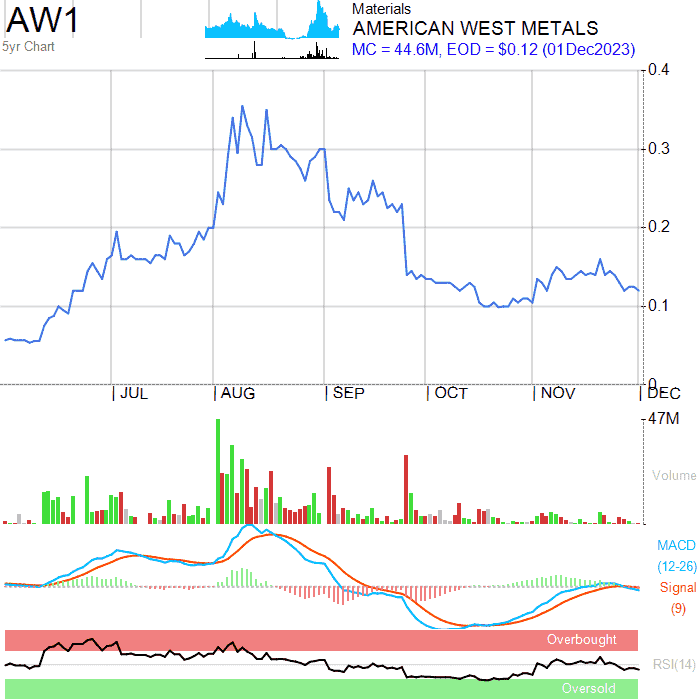 AW1
5yr Chart
Materials
AMERICAN WEST METALS
MC = 44.6M, EOD = $0.12 (01Dec2023)
0.4
0.3
0.2
0.1
0
| JUL | AUG | SEP | OCT | NOV | DEC
47M
Volume
MACD
(12-26)
Signal
(9)
Overbought
RSI(14)
Oversold